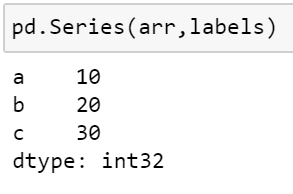 pd.Series(arr,labels)
a    10
b    20
c    30
dtype: int32